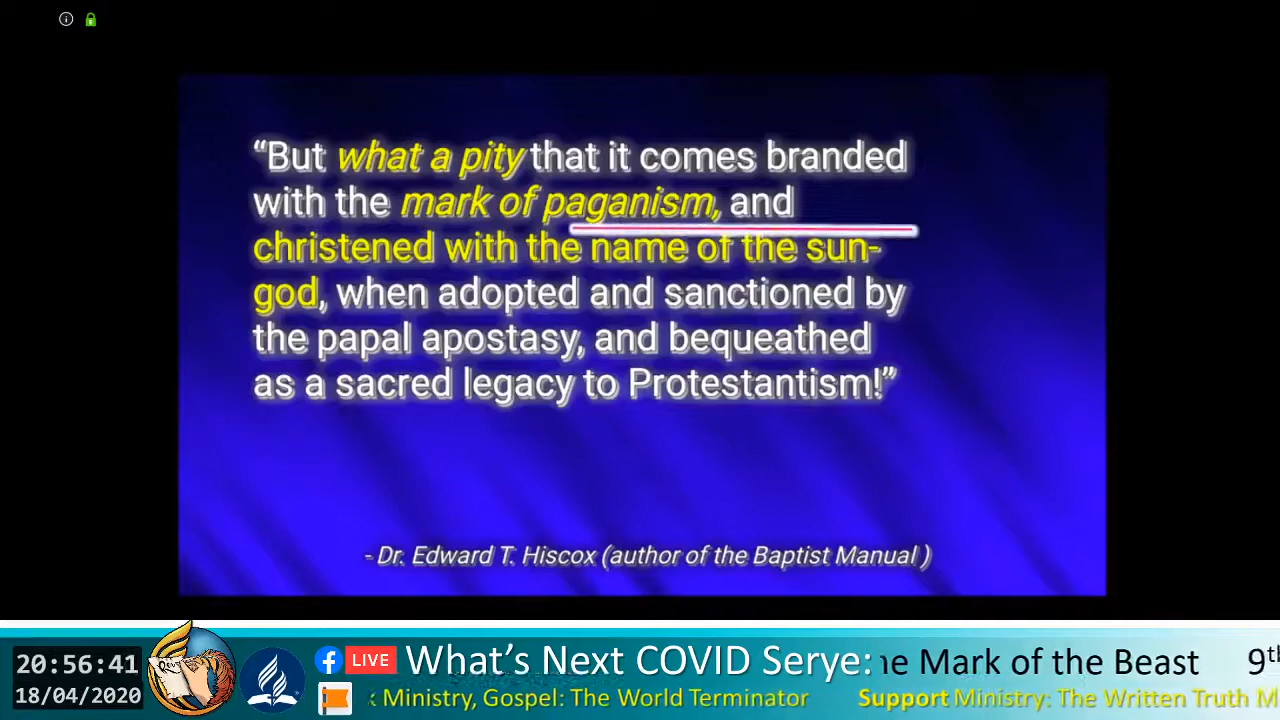 “But what a pity that it comes branded
with the mark of paganism, and
christened with the name of the sun-
god, when adopted and sanctioned by
the papal apostasy, and bequeathed
as a sacred legacy to Protestantism!”
- Dr. Edward T. Hiscox (author of the Baptist Manual )
20:56:41
18/04/2020
LIVE
What’s Next COVID Serye:
Mark of the Beast
Ministry, Gospel: The World Terminator
Support Ministry: The Written Truth